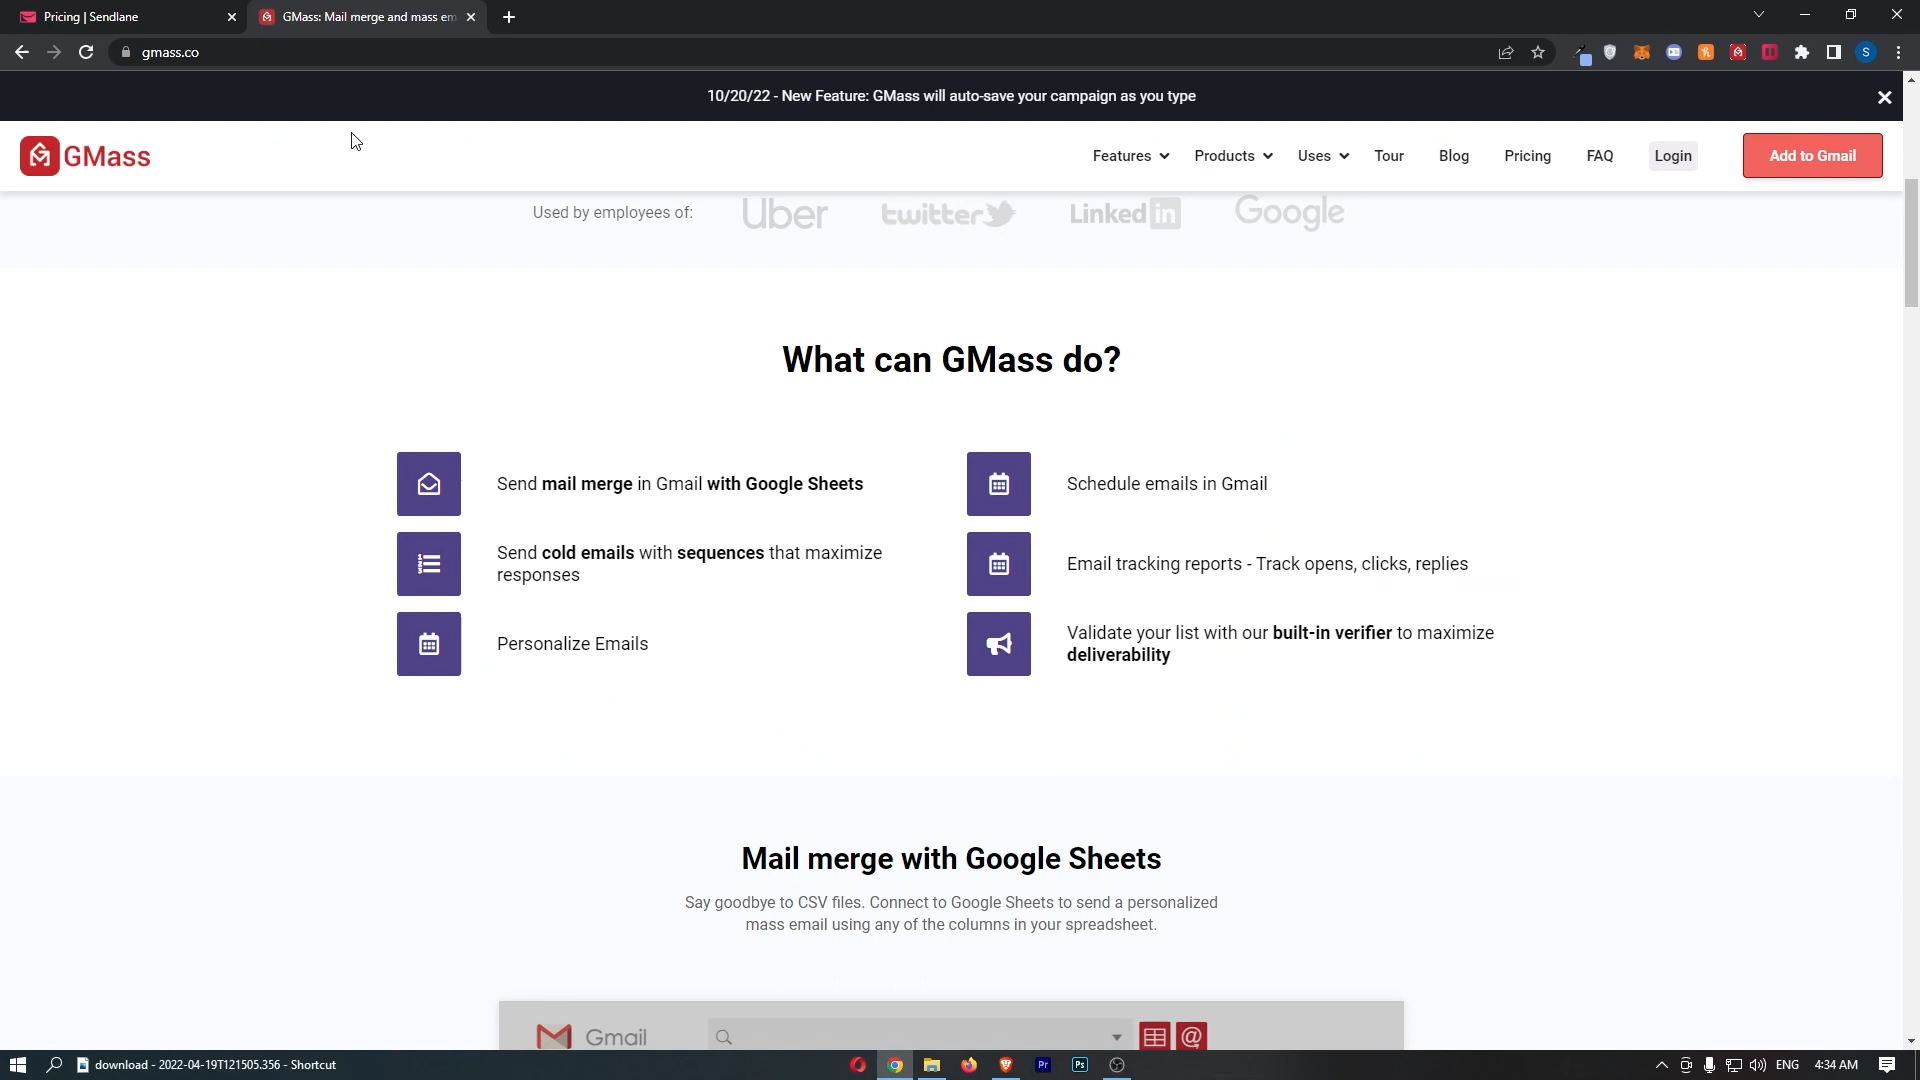 Pricing | Sendlane
GMass: Mail merge and mass em
gmass.co
S
10/20/22 - New Feature: GMass will auto-save your campaign as you type
GMass
Features
Products
Uses
Tour
Blog
Pricing
FAQ
Login
Add to Gmail
Used by employees of:
Uber
twitter
Linked in
Google
What can GMass do?
Send mail merge in Gmail with Google Sheets
Schedule emails in Gmail
Send cold emails with sequences that maximize
responses
Email tracking reports - Track opens, clicks, replies
Personalize Emails
Validate your list with our built-in verifier to maximize
deliverability
Mail merge with Google Sheets
Say goodbye to CSV files. Connect to Google Sheets to send a personalized
mass email using any of the columns in your spreadsheet.
Gmail
@
download - 2022-04-19T121505.356 - Shortcut
Pr
Ps
ENG
4:34 AM